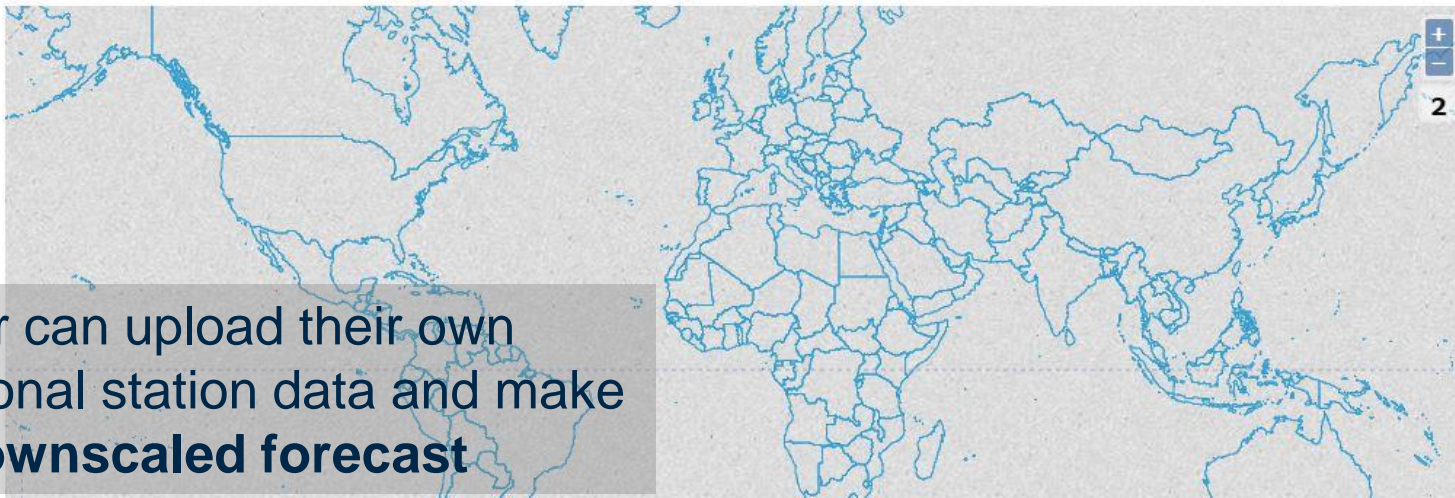 +
−
2
r can upload their own
onal station data and make
ownscaled forecast